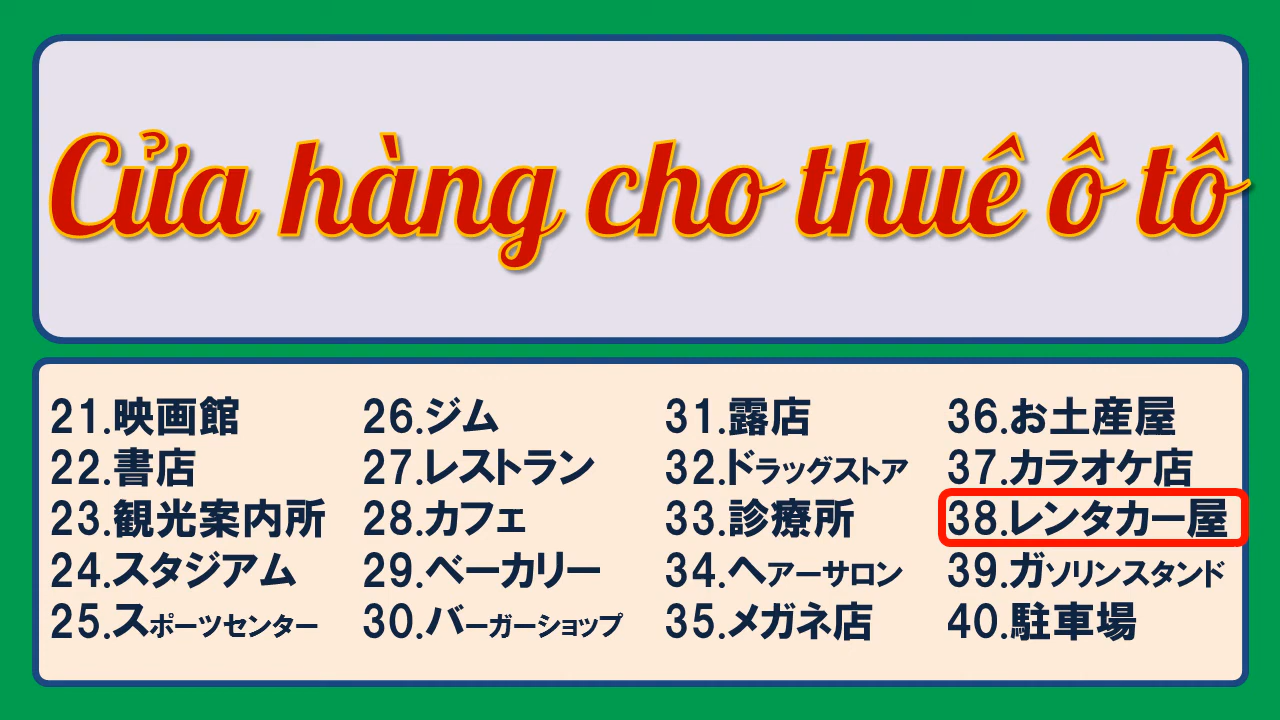 Cửa hàng cho thuê ô tô
21.映画館
22.書店
23.観光案内所
24.スタジアム
25.スポーツセンター
26.ジム
27.レストラン
28.カフェ
29.ベーカリー
30.バーガーショップ
31.露店
32.ドラッグストア
33.診療所
34.ヘアーサロン
35.メガネ店
36.お土産屋
37.カラオケ店
38.レンタカー屋
39.ガソリンスタンド
40.駐車場